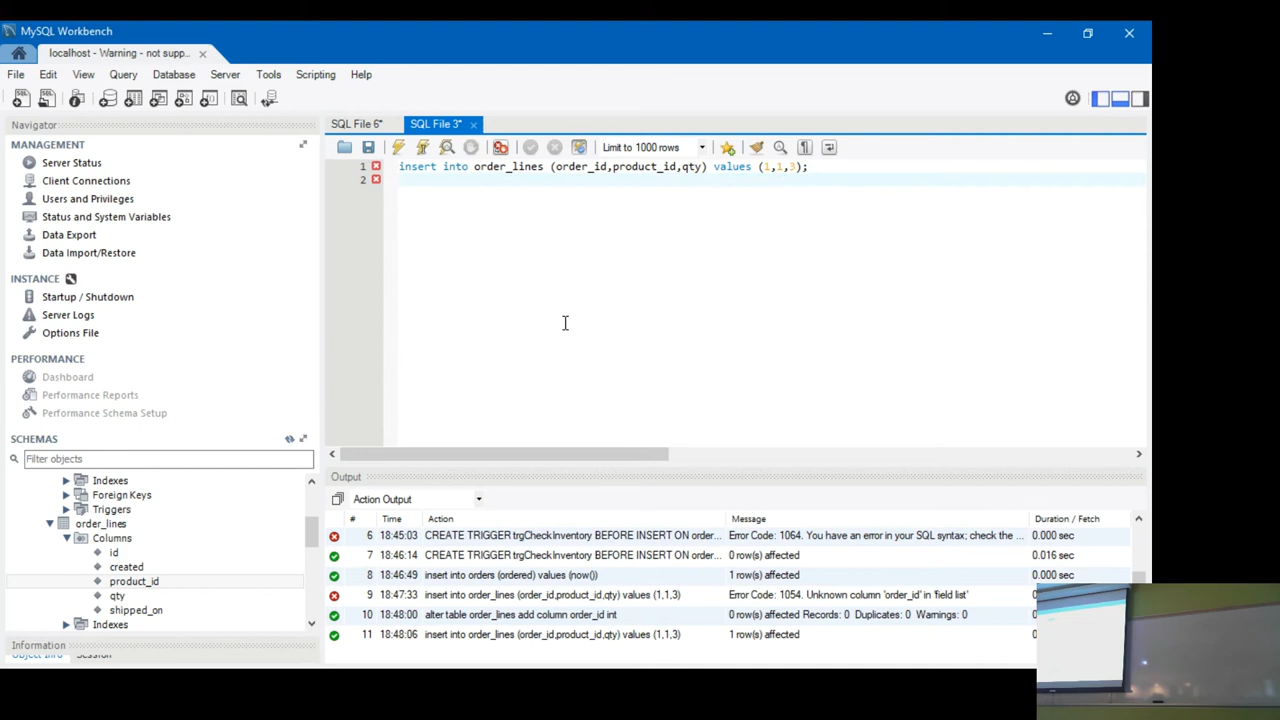 MySQL Workbench
localhost - Warning - not supp..
File Edit View Query Database Server Tools Scripting Help
Navigator
MANAGEMENT
Server Status
Client Connections
Users and Privileges
Status and System Variables
Data Export
Data Import/Restore
INSTANCE
Startup / Shutdown
Server Logs
Options File
PERFORMANCE
Dashboard
Performance Reports
Performance Schema Setup
SCHEMAS
Filter objects
Indexes
Foreign Keys
Triggers
order_lines
Columns
id
created
product_id
qty
shipped_on
Indexes
Information
Object Info Session
SQL File 6* SQL File 3*
Limit to 1000 rows
1 insert into order_lines (order_id,product_id,qty) values (1,1,3);
2
Output
Action Output
# Time Action Message Duration / Fetch
6 18:45:03 CREATE TRIGGER trgCheckInventory BEFORE INSERT ON order... Error Code: 1064. You have an error in your SQL syntax; check the ... 0.000 sec
7 18:46:14 CREATE TRIGGER trgCheckInventory BEFORE INSERT ON order... 0 row(s) affected 0.016 sec
8 18:46:49 insert into orders (ordered) values (now()) 1 row(s) affected 0.000 sec
9 18:47:33 insert into order_lines (order_id,product_id,qty) values (1,1,3) Error Code: 1054. Unknown column 'order_id' in 'field list' 0
10 18:48:00 alter table order_lines add column order_id int 0 row(s) affected Records: 0 Duplicates: 0 Warnings: 0 0
11 18:48:06 insert into order_lines (order_id,product_id,qty) values (1,1,3) 1 row(s) affected 0